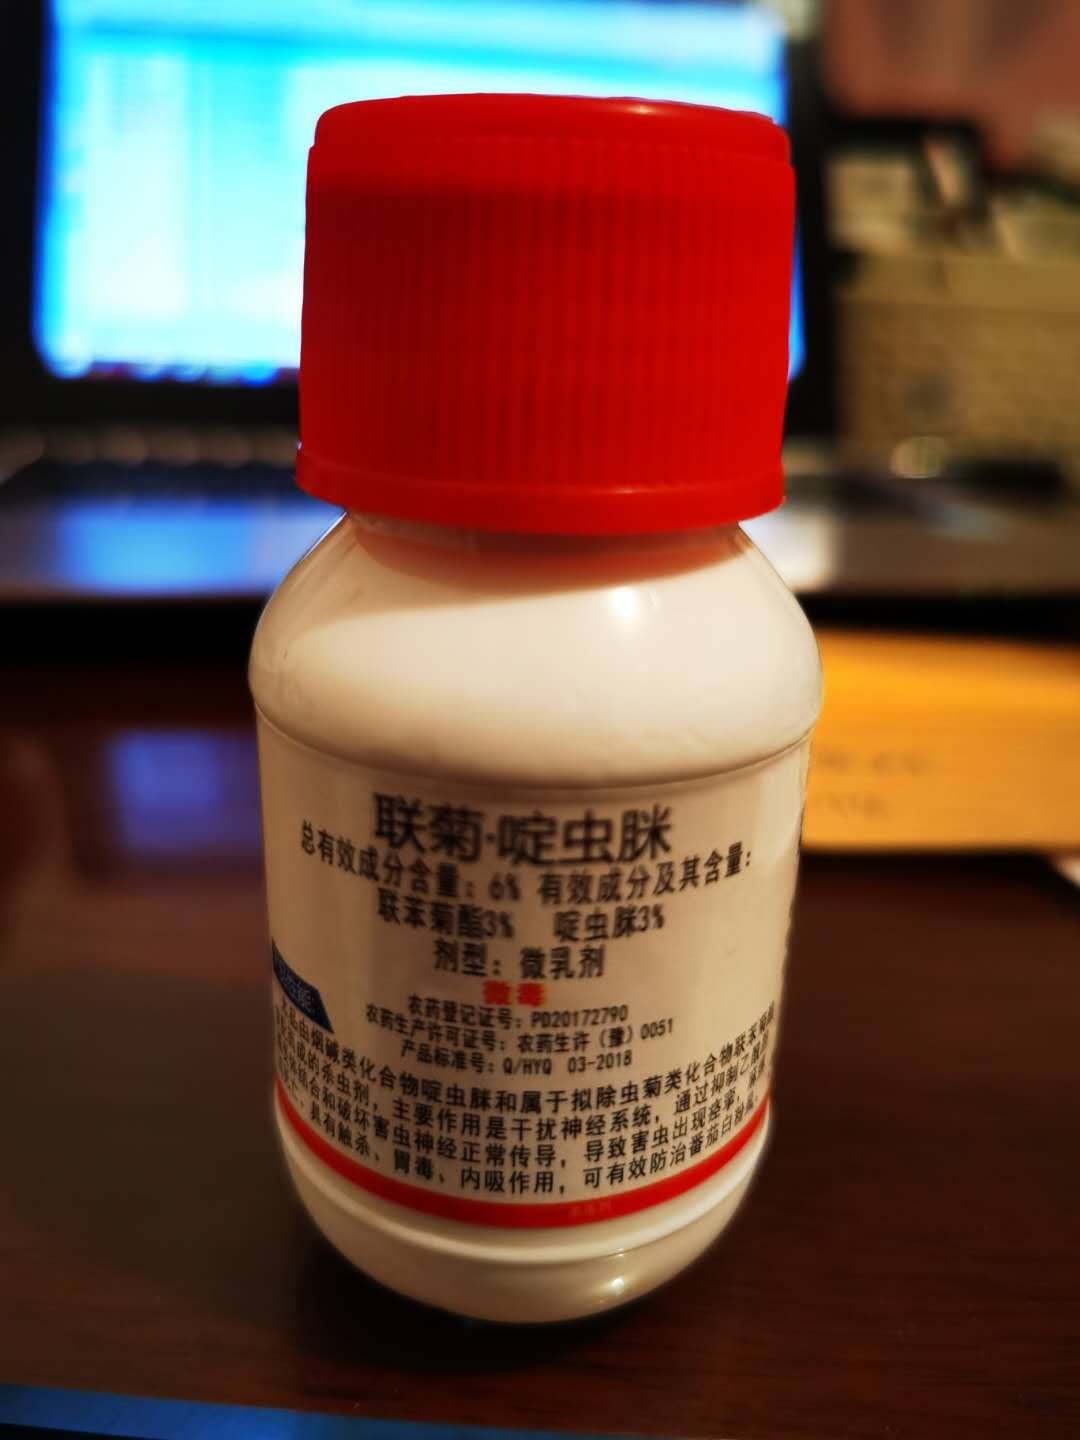 联菊·啶虫脒
总有效成分含量：6% 有效成分及其含量：
联苯菊酯3% 啶虫脒3%
剂型：微乳剂
微毒
农药登记证号：PD20172790
农药生产许可证号：农药生许（豫）0051
产品标准号：Q/HYQ 03-2018
性能：
由烟碱类化合物啶虫脒和属于拟除虫菊类化合物联苯菊酯
而成的杀虫剂，主要作用是干扰神经系统，通过抑制乙酰
结合和破坏害虫神经正常传导，导致害虫出现痉挛、麻痹
具有触杀、胃毒、内吸作用，可有效防治番茄白粉虱。
杀虫剂